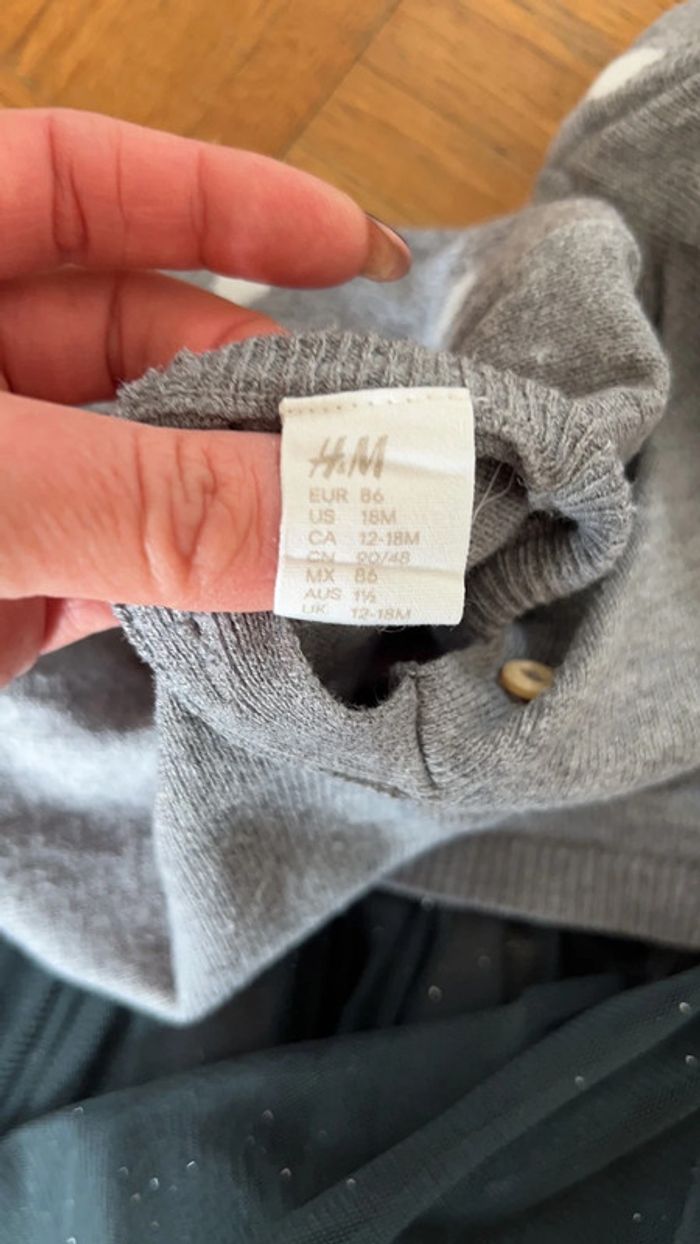 H&M
EUR 86
US 18M
CA 12-18M
CN 90/48
MX 86
AUS 1½
UK 12-18M